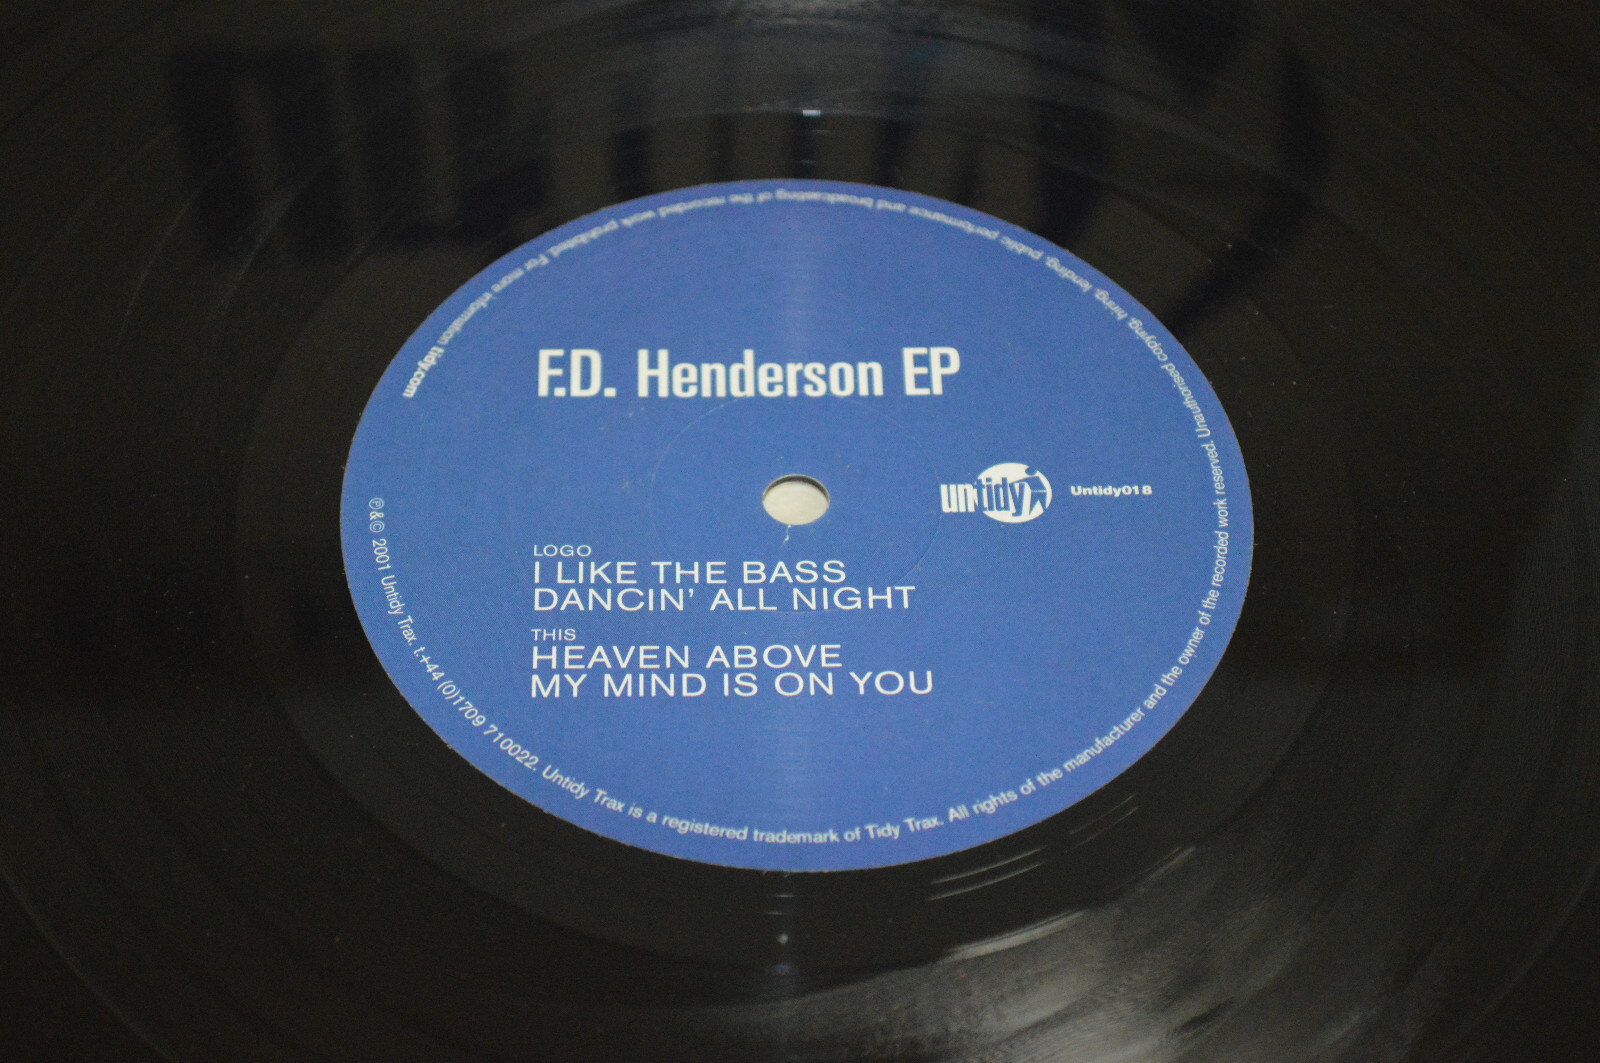 F.D. Henderson EP
untidy
Untidy018
LOGO
I LIKE THE BASS
DANCIN' ALL NIGHT
THIS
HEAVEN ABOVE
MY MIND IS ON YOU
℗&© 2001 Untidy Trax. t.+44 (0)1709 710022. Untidy Trax is a registered trademark of Tidy Trax. All rights of the manufacturer and the owner of the recorded work reserved. Unauthorised copying, hiring, lending, public performance and broadcasting of the recorded work prohibited. For more information tidy.com